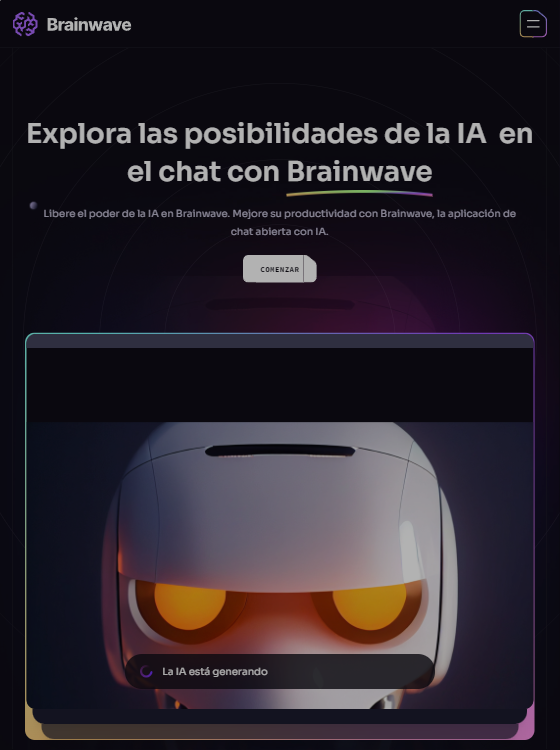 Brainwave
Explora las posibilidades de la IA en
el chat con Brainwave
Libere el poder de la IA en Brainwave. Mejore su productividad con Brainwave, la aplicación de
chat abierta con IA.
COMENZAR
La IA está generando